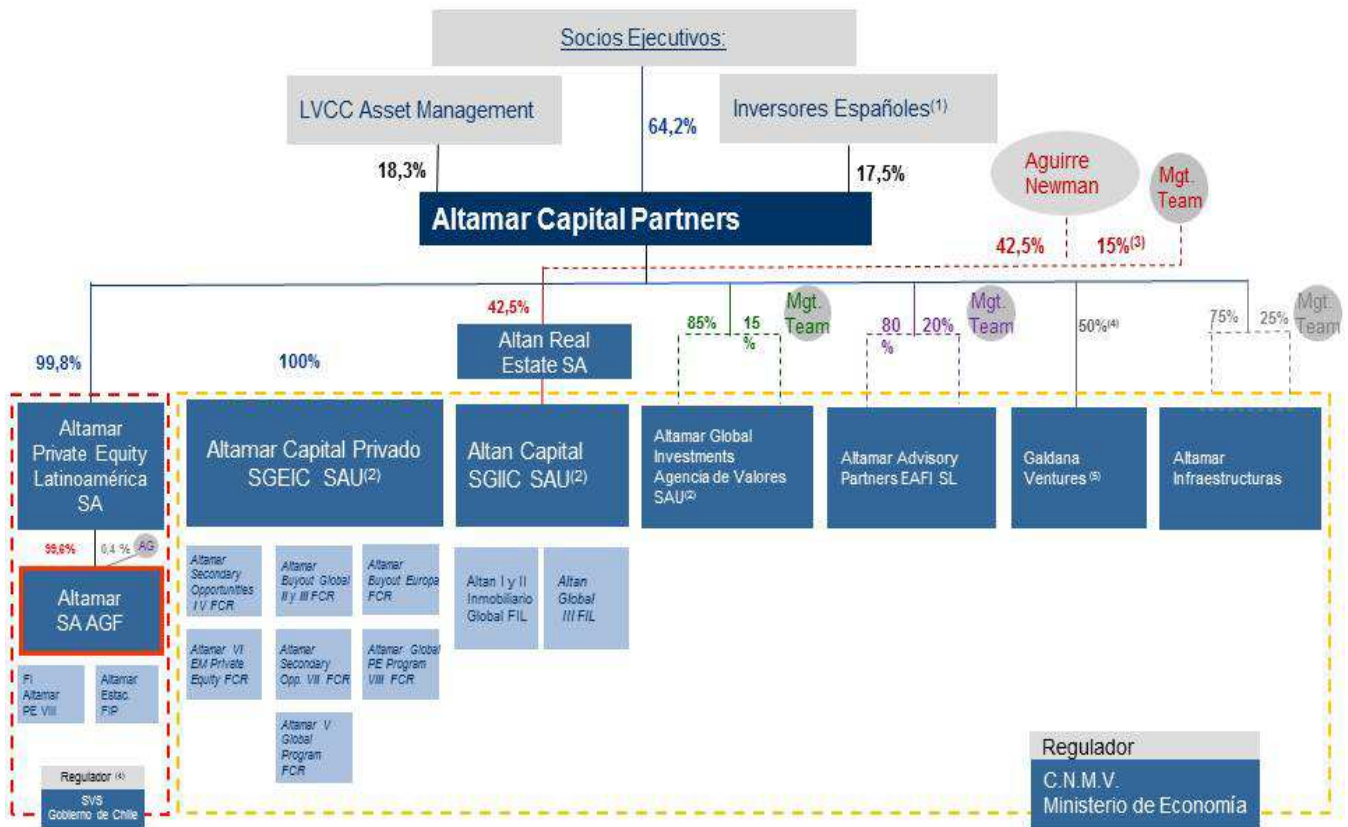 Socios Ejecutivos:
LVCC Asset Management
Inversores Españoles(1)
64,2%
18,3%
17,5%
Aguirre
Newman
Mgt.
Team
Altamar Capital Partners
42,5%
15%(3)
42,5%
85%
15
%
Mgt.
Team
80
%
20%
Mgt.
Team
50%(4)
75%
25%
Mgt.
Team
Altan Real
Estate SA
99,8%
100%
Altamar
Private Equity
Latinoamérica
SA
Altamar Capital Privado
SGEIC SAU(2)
Altan Capital
SGIIC SAU(2)
Altamar Global
Investments
Agencia de Valores
SAU(2)
Altamar Advisory
Partners EAFI SL
Galdana
Ventures (5)
Altamar
Infraestructuras
99,6%
0,4 %
AG
Altamar
SA AGF
Altamar
Secondary
Opportunities
I V FCR
Altamar
Buyout Global
II y III FCR
Altamar
Buyout Europa
FCR
Altan I y II
Inmobiliario
Global FIL
Altan
Global
III FIL
Altamar VI
EM Private
Equity FCR
Altamar
Secondary
Opp. VII FCR
Altamar Global
PE Program
VIII FCR
FI
Altamar
PE VIII
Altamar
Estac.
FIP
Altamar V
Global
Program
FCR
Regulador (4)
SVS
Gobierno de Chile
Regulador
C.N.M.V.
Ministerio de Economía